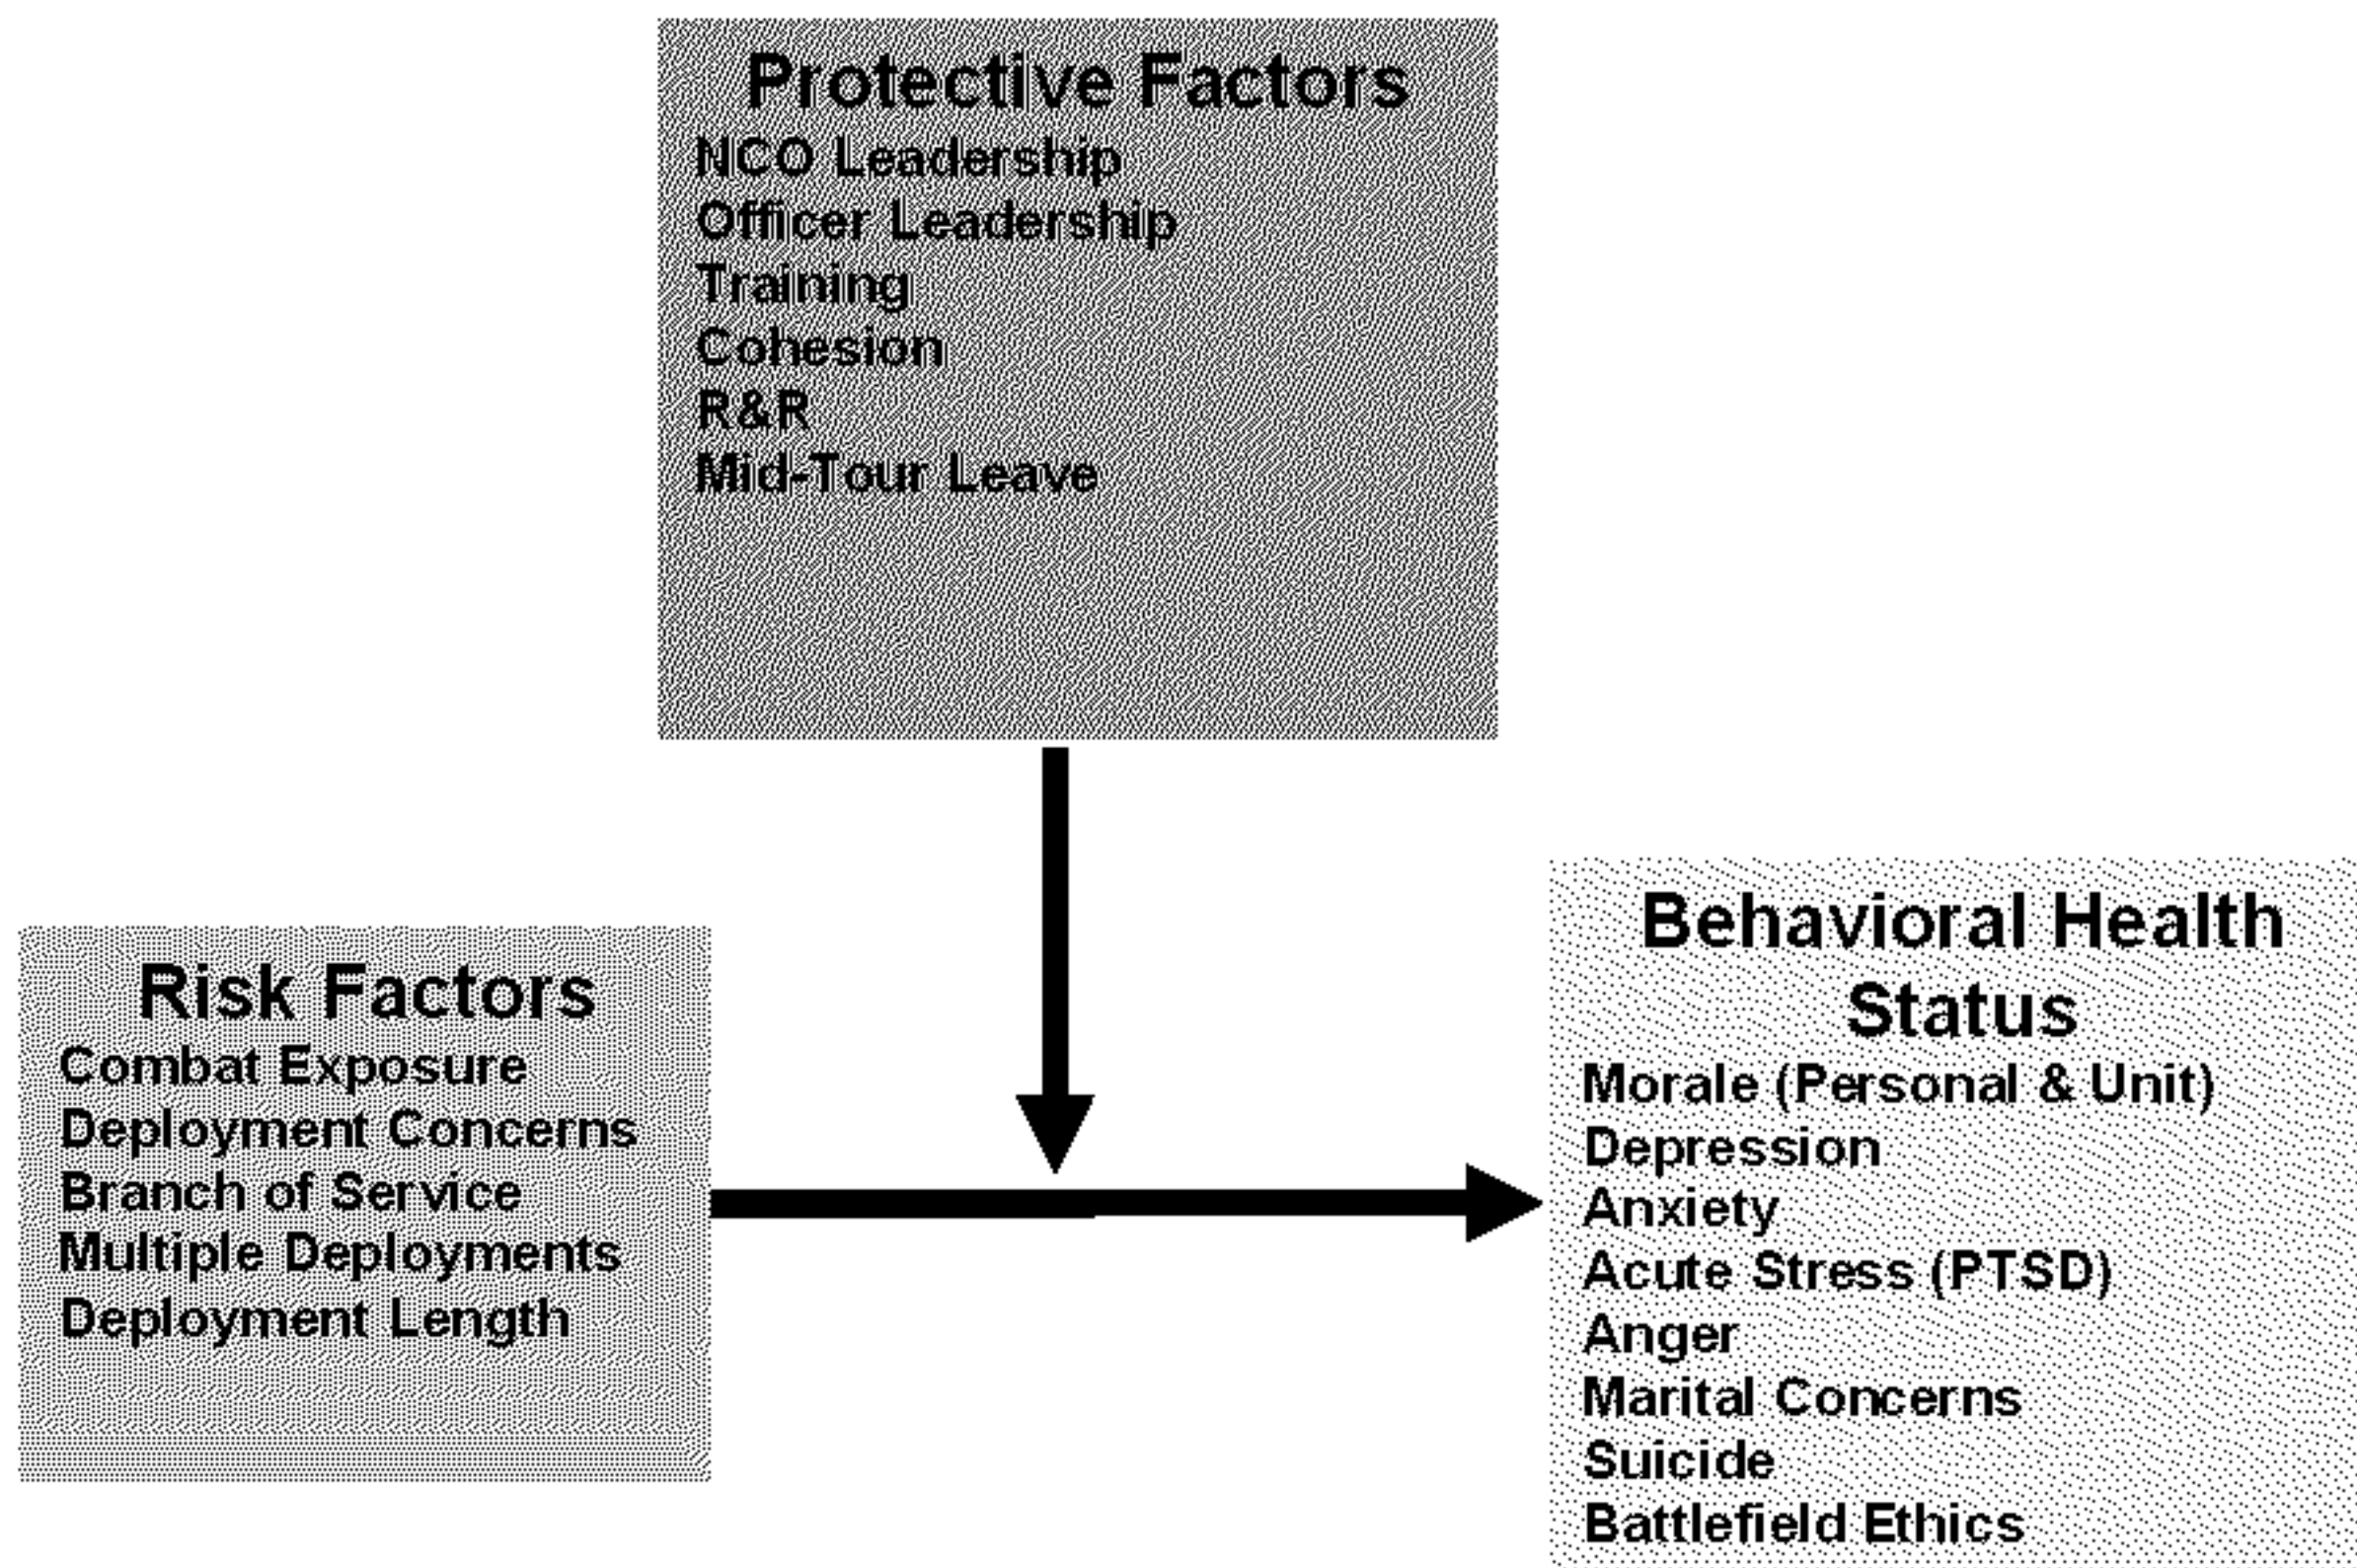 Protective Factors
NCO Leadership
Officer Leadership
Training
Cohesion
R&R
Mid-Tour Leave
Risk Factors
Combat Exposure
Deployment Concerns
Branch of Service
Multiple Deployments
Deployment Length
Behavioral Health
Status
Morale (Personal & Unit)
Depression
Anxiety
Acute Stress (PTSD)
Anger
Marital Concerns
Suicide
Battlefield Ethics